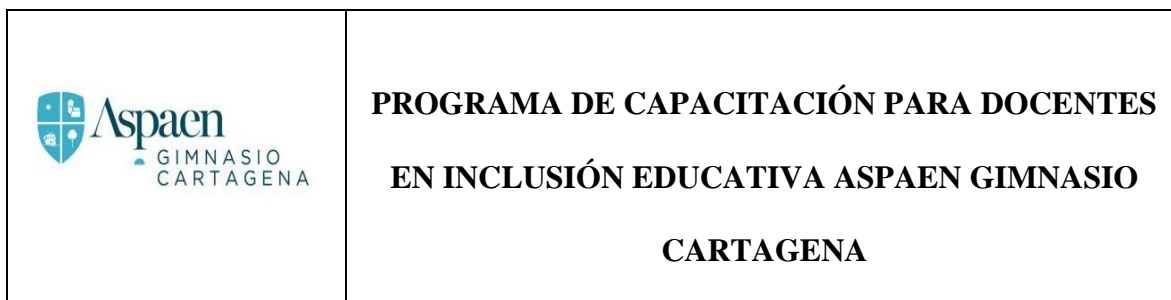 Aspaen
GIMNASIO
CARTAGENA
PROGRAMA DE CAPACITACIÓN PARA DOCENTES
EN INCLUSIÓN EDUCATIVA ASPAEN GIMNASIO
CARTAGENA